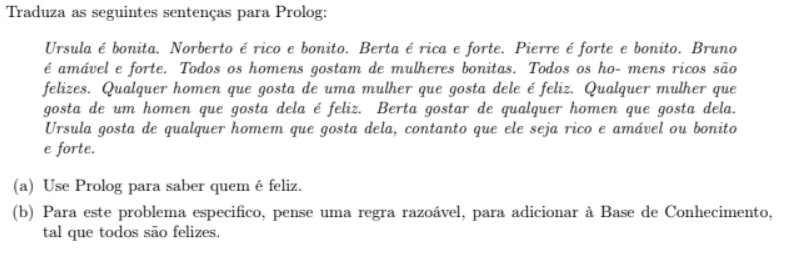 Traduza as seguintes sentenças para Prolog:
Ursula é bonita. Norberto é rico e bonito. Berta é rica e forte. Pierre é forte e bonito. Bruno
é amável e forte. Todos os homens gostam de mulheres bonitas. Todos os ho- mens ricos são
felizes. Qualquer homen que gosta de uma mulher que gosta dele é feliz. Qualquer mulher que
gosta de um homen que gosta dela é feliz. Berta gostar de qualquer homen que gosta dela.
Ursula gosta de qualquer homem que gosta dela, contanto que ele seja rico e amável ou bonito
e forte.
(a) Use Prolog para saber quem é feliz.
(b) Para este problema especifico, pense uma regra razoável, para adicionar à Base de Conhecimento,
tal que todos são felizes.